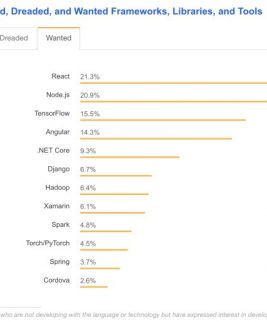 d, Dreaded, and Wanted Frameworks, Libraries, and Tools
Dreaded
Wanted
React 21.3%
Node.js 20.9%
TensorFlow 15.5%
Angular 14.3%
.NET Core 9.3%
Django 6.7%
Hadoop 6.4%
Xamarin 6.1%
Spark 4.8%
Torch/PyTorch 4.5%
Spring 3.7%
Cordova 2.6%
who are not developing with the language or technology but have expressed interest in develop